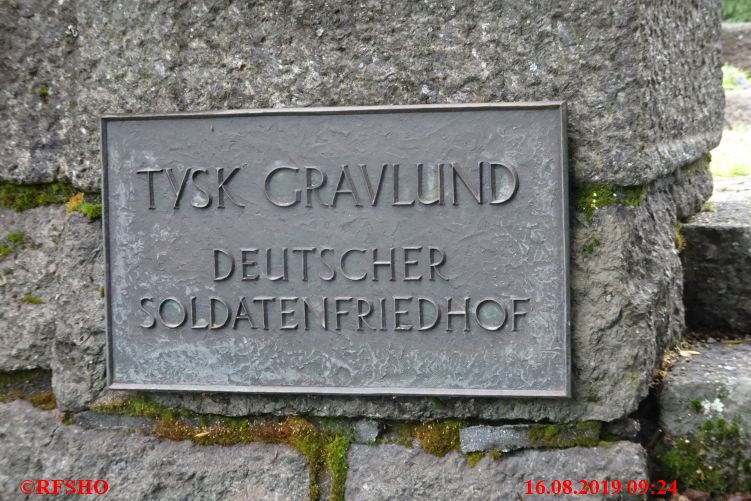 TYSK GRAVLUND
DEUTSCHER
SOLDATENFRIEDHOF
©RFSHO
16.08.2019 09:24